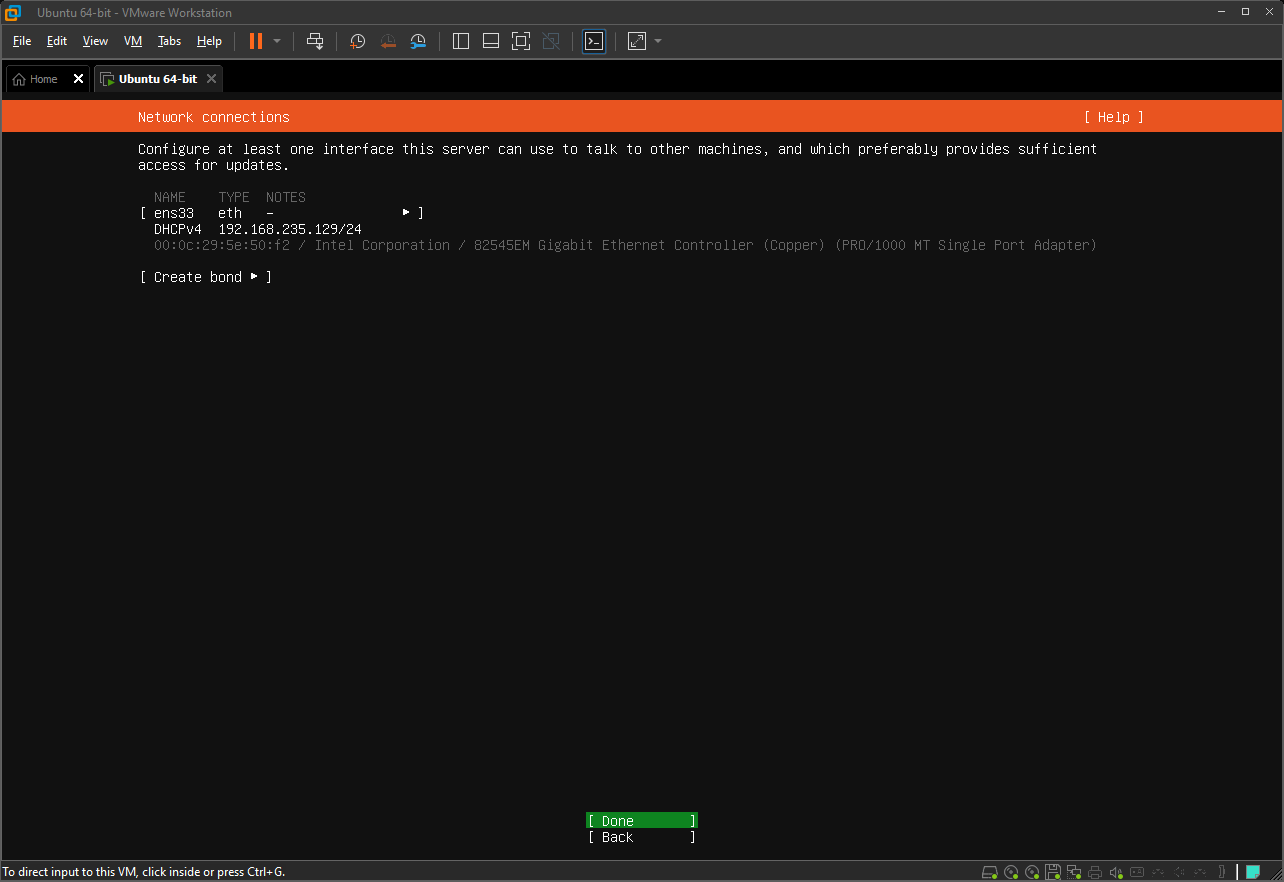 Ubuntu 64-bit - VMware Workstation
File Edit View VM Tabs Help
Home Ubuntu 64-bit
Network connections [ Help ]
Configure at least one interface this server can use to talk to other machines, and which preferably provides sufficient
access for updates.
NAME TYPE NOTES
[ ens33 eth - ▸ ]
DHCPv4 192.168.235.129/24
00:0c:29:5e:50:f2 / Intel Corporation / 82545EM Gigabit Ethernet Controller (Copper) (PRO/1000 MT Single Port Adapter)
[ Create bond ▸ ]
[ Done ]
[ Back ]
To direct input to this VM, click inside or press Ctrl+G.